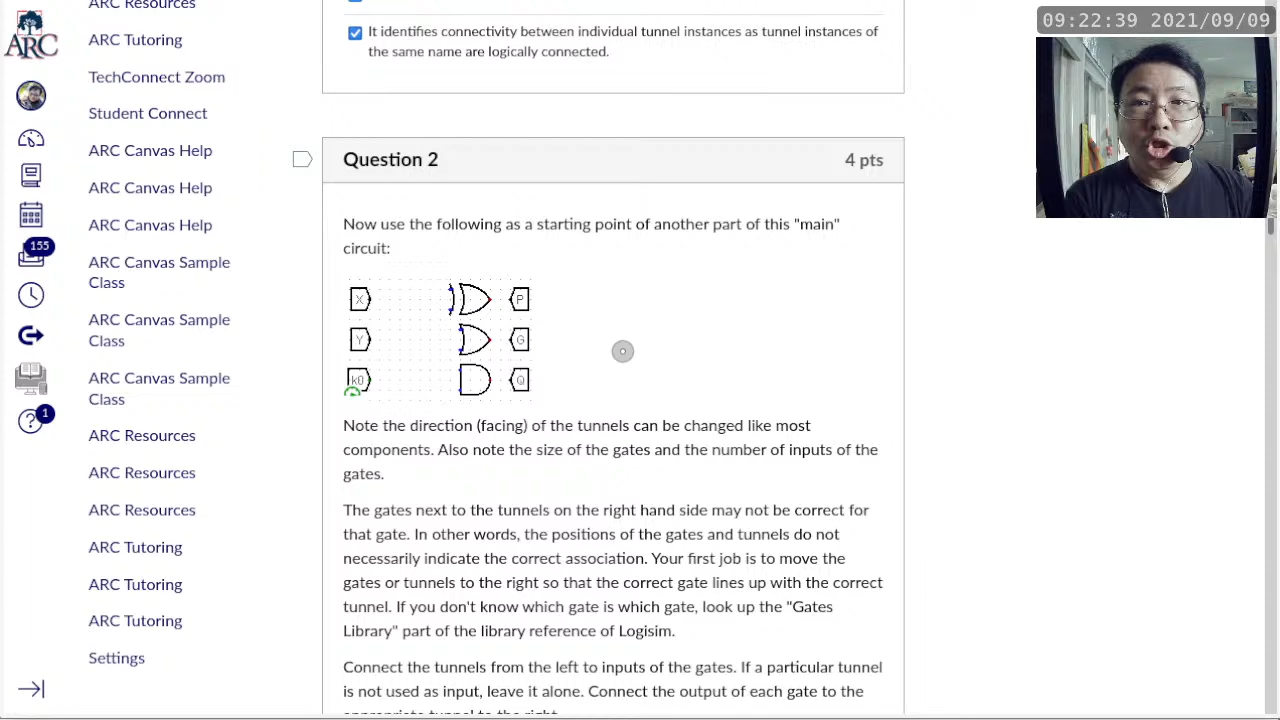 ARC Resources
ARC Tutoring
TechConnect Zoom
Student Connect
ARC Canvas Help
ARC Canvas Help
ARC Canvas Help
ARC Canvas Sample
Class
ARC Canvas Sample
Class
ARC Canvas Sample
Class
ARC Resources
ARC Resources
ARC Resources
ARC Tutoring
ARC Tutoring
ARC Tutoring
Settings
ARC
155
1
It identifies connectivity between individual tunnel instances as tunnel instances of
the same name are logically connected.
Question 2
4 pts
Now use the following as a starting point of another part of this "main"
circuit:
X
P
Y
G
k0
Q
Note the direction (facing) of the tunnels can be changed like most
components. Also note the size of the gates and the number of inputs of the
gates.
The gates next to the tunnels on the right hand side may not be correct for
that gate. In other words, the positions of the gates and tunnels do not
necessarily indicate the correct association. Your first job is to move the
gates or tunnels to the right so that the correct gate lines up with the correct
tunnel. If you don't know which gate is which gate, look up the "Gates
Library" part of the library reference of Logisim.
Connect the tunnels from the left to inputs of the gates. If a particular tunnel
is not used as input, leave it alone. Connect the output of each gate to the
appropriate tunnel to the right.
09:22:39 2021/09/09